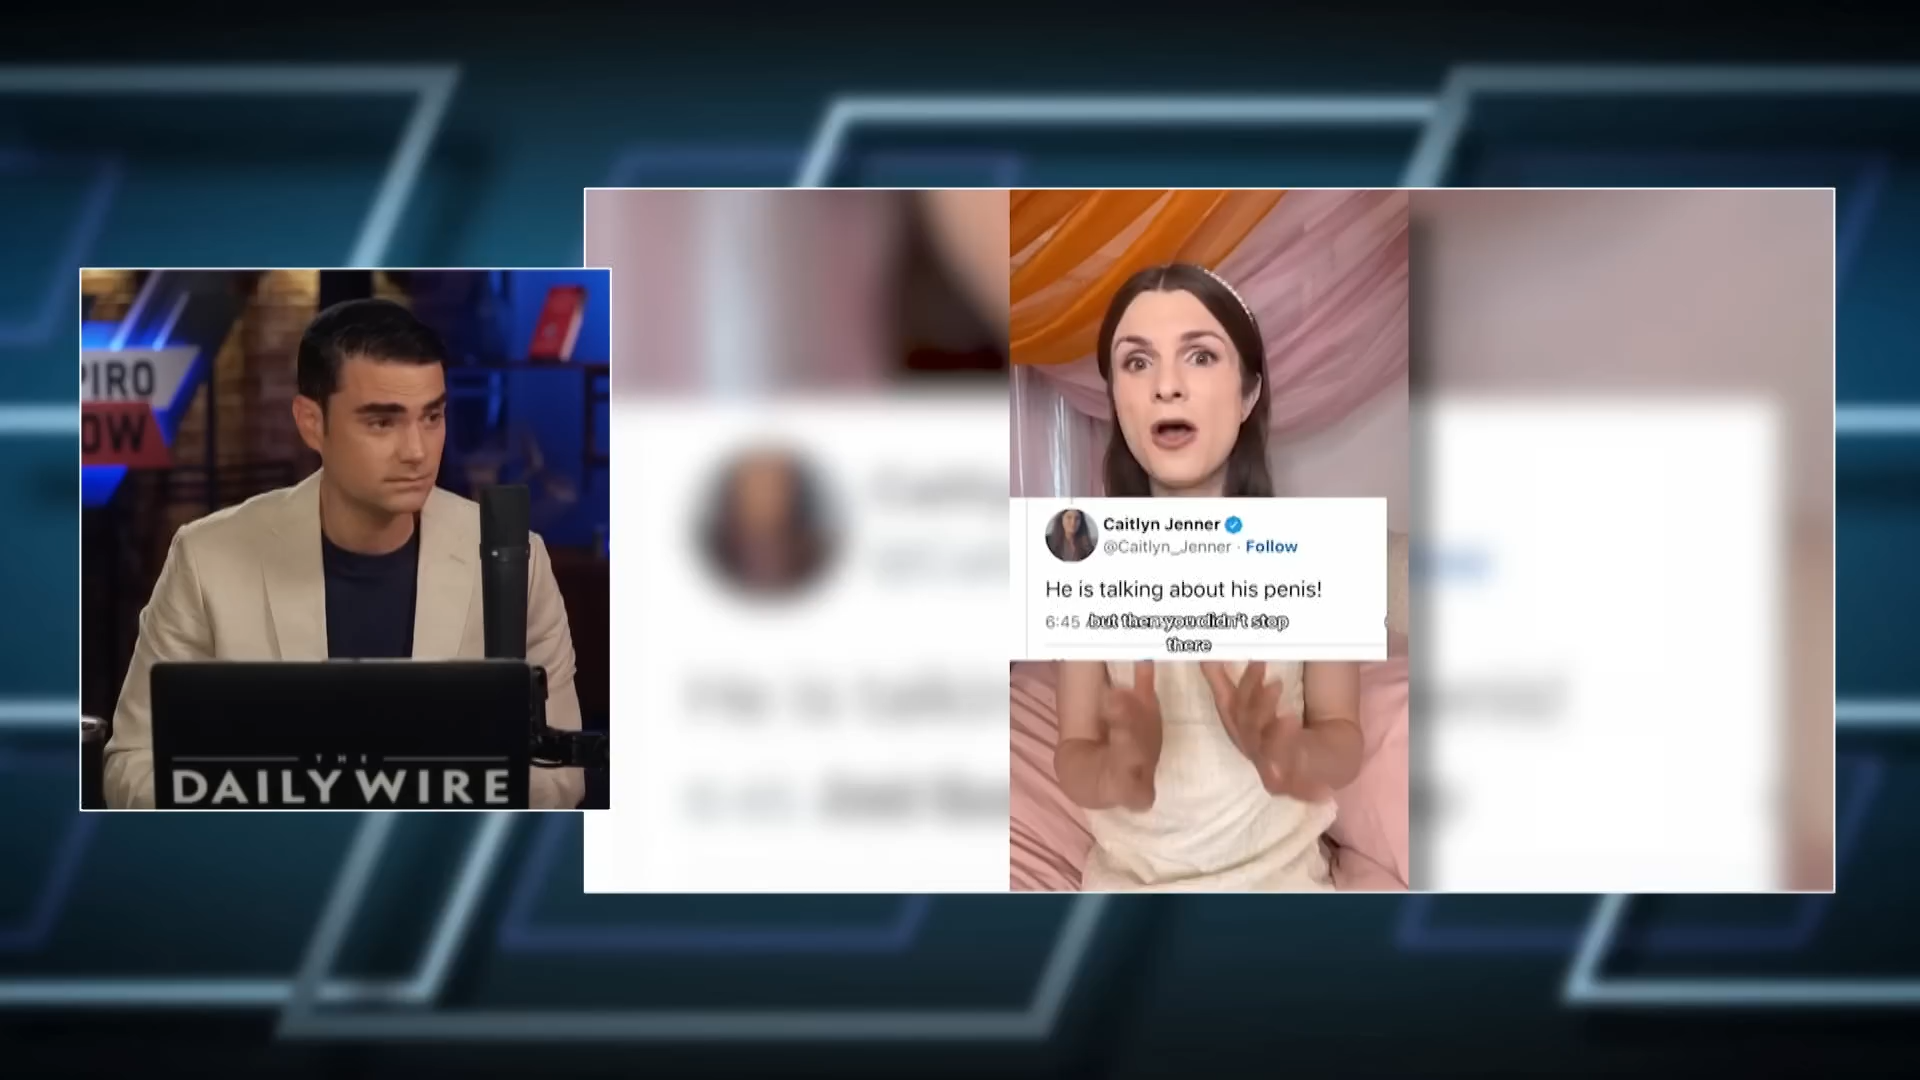 PIRO
OW
THE
DAILY WIRE
Caitlyn Jenner
@Caitlyn_Jenner · Follow
He is talking about his penis!
6:45
but then you didn't stop
there